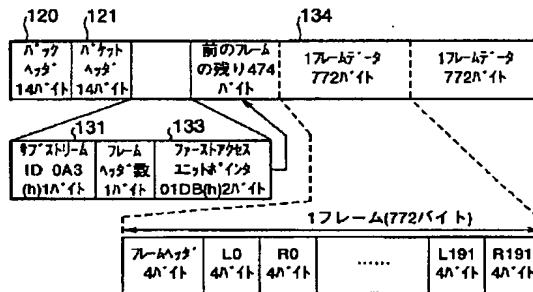 120
121
134
パック
ヘッダ
14バイト
パケット
ヘッダ
14バイト
前のフレーム
の残り474
バイト
1フレームデータ
772バイト
1フレームデータ
772バイト
131
133
サブストリーム
ID 0A3
(h)1バイト
フレーム
ヘッダ数
1バイト
ファーストアクセス
ユニットポインタ
01DB(h)2バイト
1フレーム(772バイト)
フレームヘッダ
4バイト
L0
4バイト
R0
4バイト
……
L191
4バイト
R191
4バイト